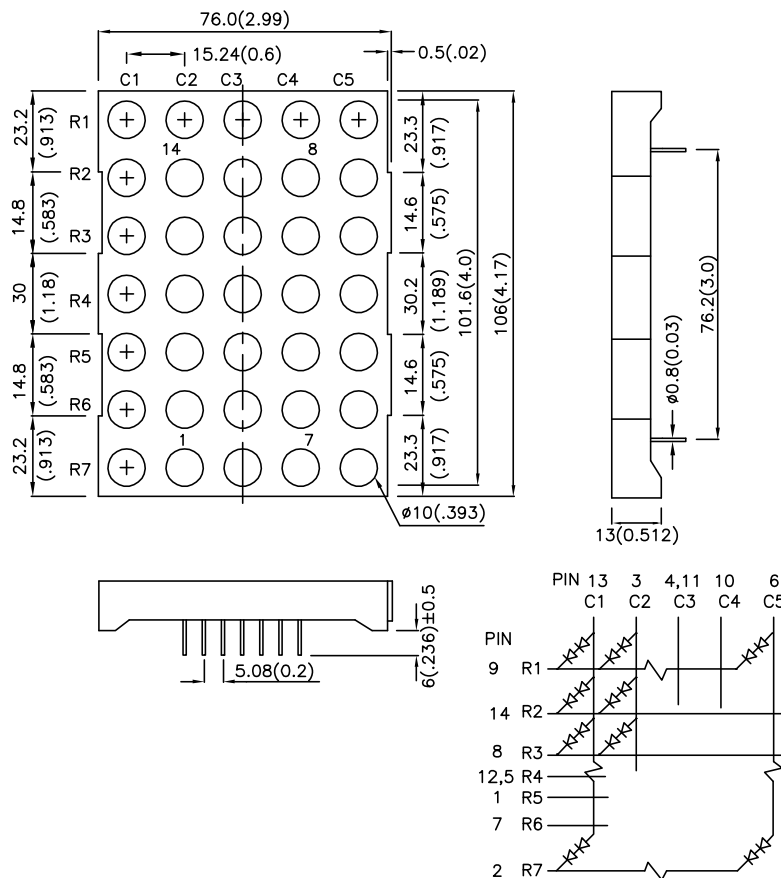 76.0(2.99)
15.24(0.6)
0.5(.02)
C1 C2 C3 C4 C5
R1
R2
R3
R4
R5
R6
R7
14 8
1 7
23.2
(.913)
14.8
(.583)
30
(1.18)
14.8
(.583)
23.2
(.913)
23.3
(.917)
14.6
(.575)
30.2
(1.189)
14.6
(.575)
23.3
(.917)
101.6(4.0)
106(4.17)
ø10(.393)
76.2(3.0)
ø0.8(0.03)
13(0.512)
5.08(0.2)
6(.236)±0.5
PIN 13 3 4,11 10 6
C1 C2 C3 C4 C5
PIN
9 R1
14 R2
8 R3
12,5 R4
1 R5
7 R6
2 R7